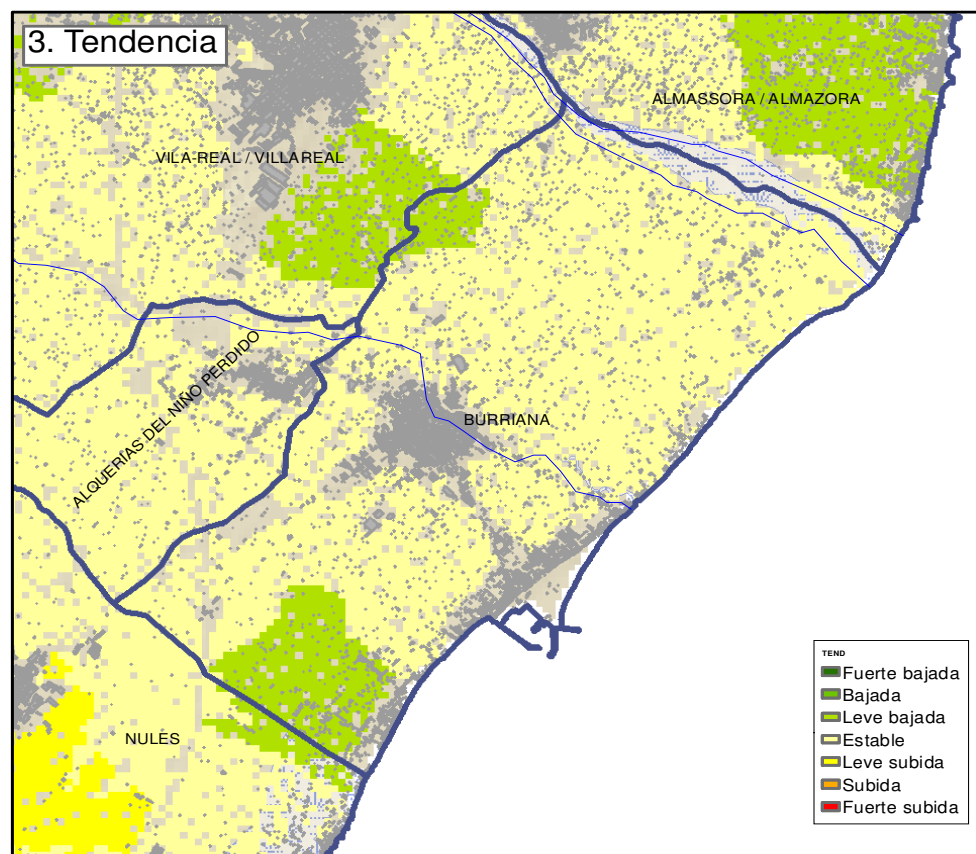 3. Tendencia
ALMASSORA / ALMAZORA
VILA-REAL / VILLAREAL
ALQUERIAS DEL NIÑO PERDIDO
BURRIANA
NULES
TEND
Fuerte bajada
Bajada
Leve bajada
Estable
Leve subida
Subida
Fuerte subida